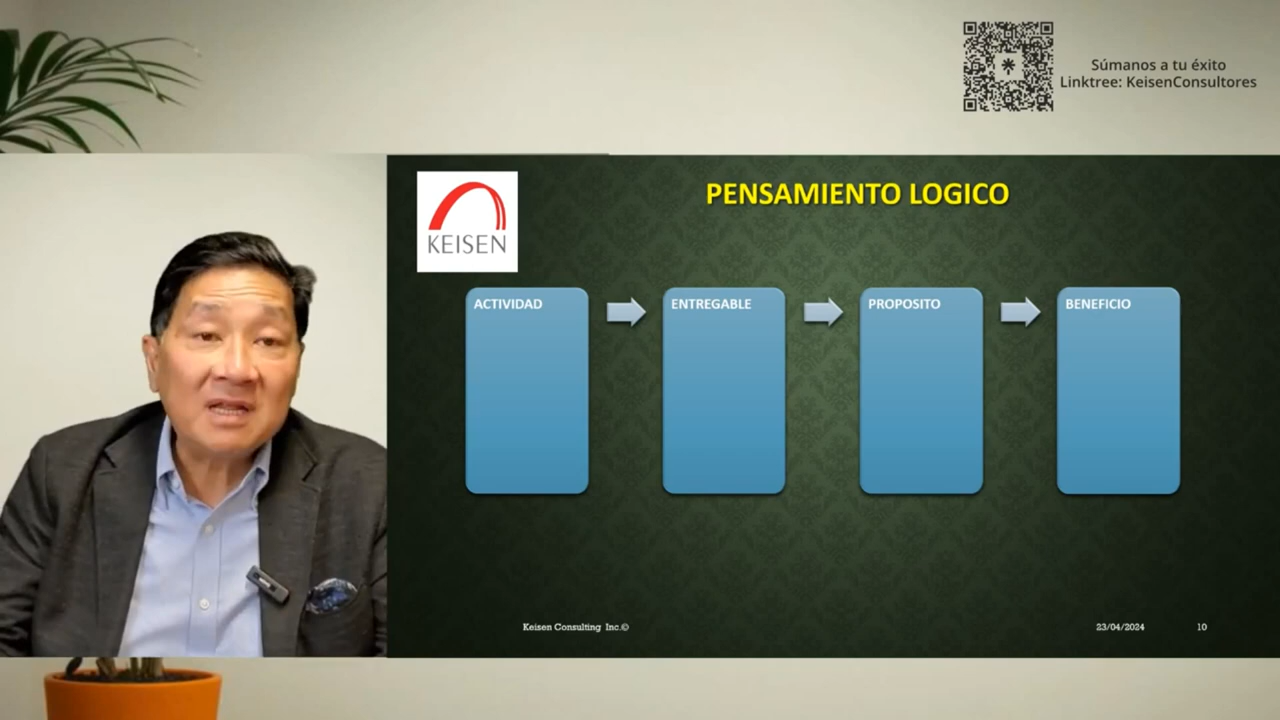 Súmanos a tu éxito
Linktree: KeisenConsultores
KEISEN
PENSAMIENTO LOGICO
ACTIVIDAD
ENTREGABLE
PROPOSITO
BENEFICIO
Keisen Consulting Inc.©
23/04/2024
10